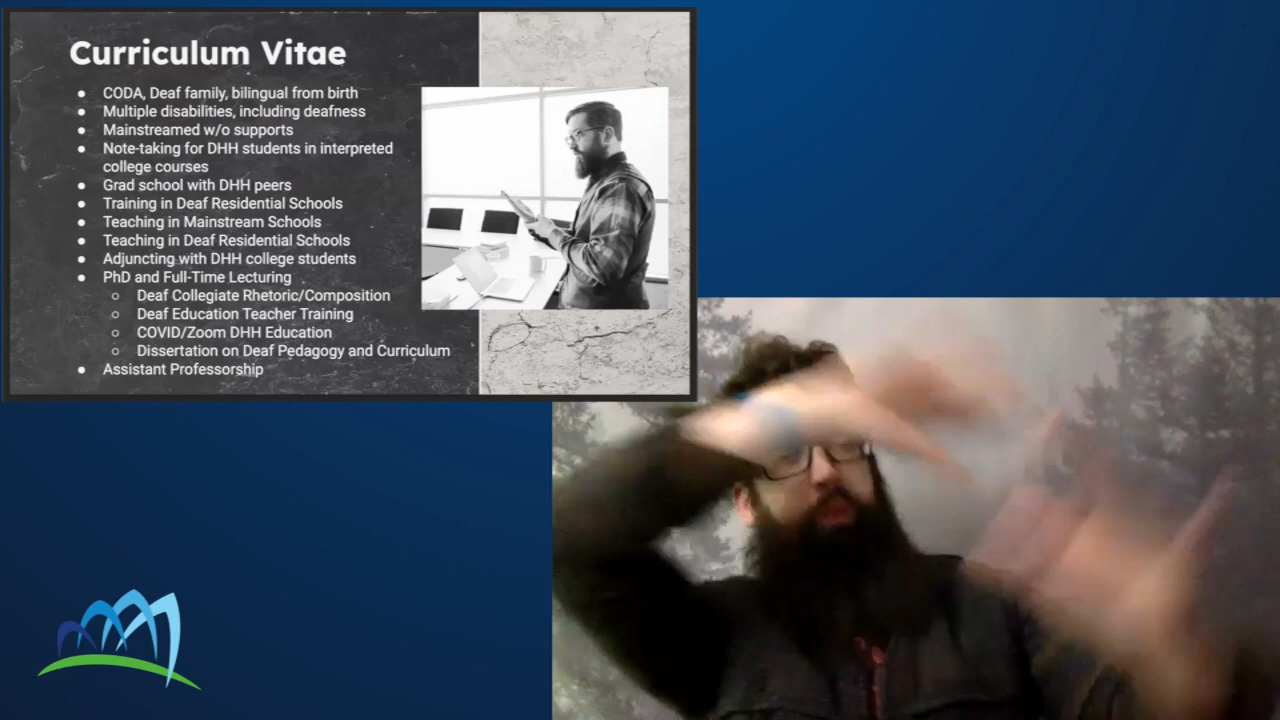 Curriculum Vitae
● CODA, Deaf family, bilingual from birth
● Multiple disabilities, including deafness
● Mainstreamed w/o supports
● Note-taking for DHH students in interpreted
college courses
● Grad school with DHH peers
● Training in Deaf Residential Schools
● Teaching in Mainstream Schools
● Teaching in Deaf Residential Schools
● Adjuncting with DHH college students
● PhD and Full-Time Lecturing
○ Deaf Collegiate Rhetoric/Composition
○ Deaf Education Teacher Training
○ COVID/Zoom DHH Education
○ Dissertation on Deaf Pedagogy and Curriculum
● Assistant Professorship